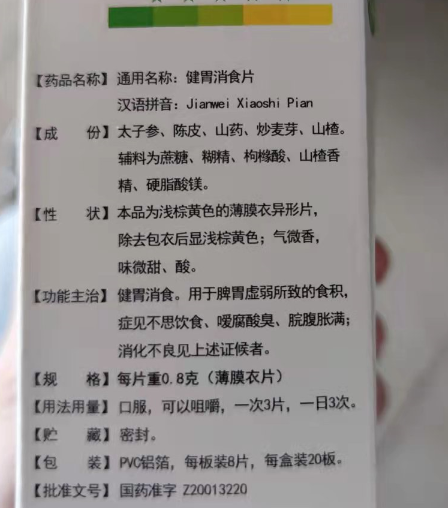 【药品名称】通用名称：健胃消食片
汉语拼音：Jianwei Xiaoshi Pian
【成　　份】太子参、陈皮、山药、炒麦芽、山楂。
辅料为蔗糖、糊精、枸橼酸、山楂香
精、硬脂酸镁。
【性　　状】本品为浅棕黄色的薄膜衣异形片，
除去包衣后显浅棕黄色；气微香，
味微甜、酸。
【功能主治】健胃消食。用于脾胃虚弱所致的食积，
症见不思饮食、嗳腐酸臭、脘腹胀满；
消化不良见上述证候者。
【规　　格】每片重0.8克（薄膜衣片）
【用法用量】口服，可以咀嚼，一次3片，一日3次。
【贮　　藏】密封。
【包　　装】PVC铝箔，每板装8片，每盒装20板。
【批准文号】国药准字 Z20013220